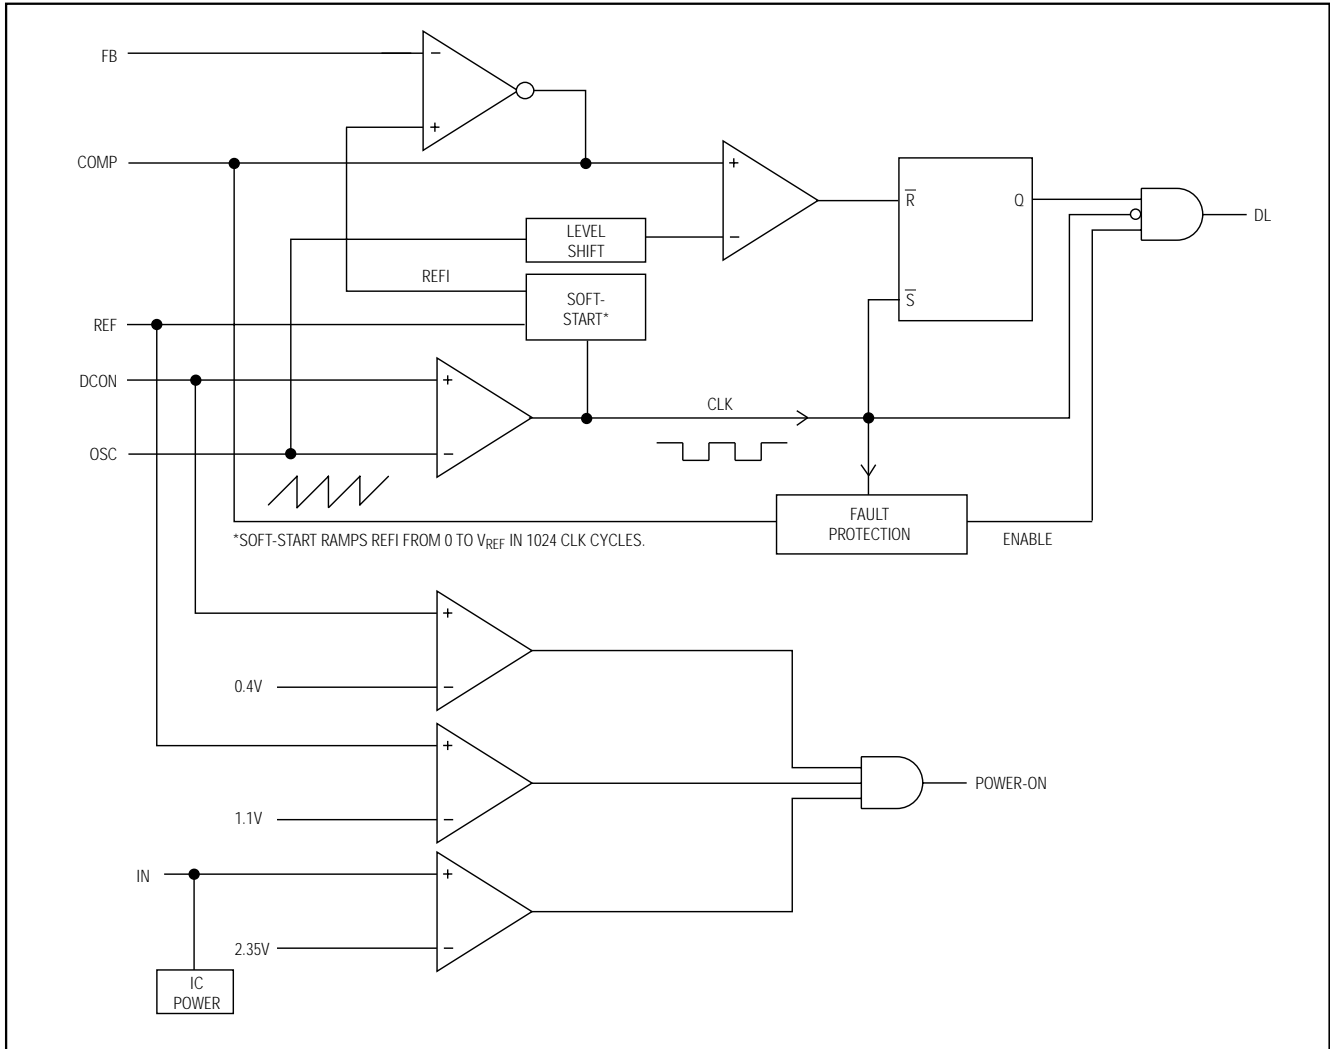 FB
−
+
COMP
+
−
R̅
Q
S̅
DL
LEVEL
SHIFT
REFI
SOFT-
START*
REF
DCON
+
CLK
OSC
−
FAULT
PROTECTION
ENABLE
*SOFT-START RAMPS REFI FROM 0 TO VREF IN 1024 CLK CYCLES.
+
0.4V
−
+
POWER-ON
1.1V
−
IN
+
2.35V
−
IC
POWER